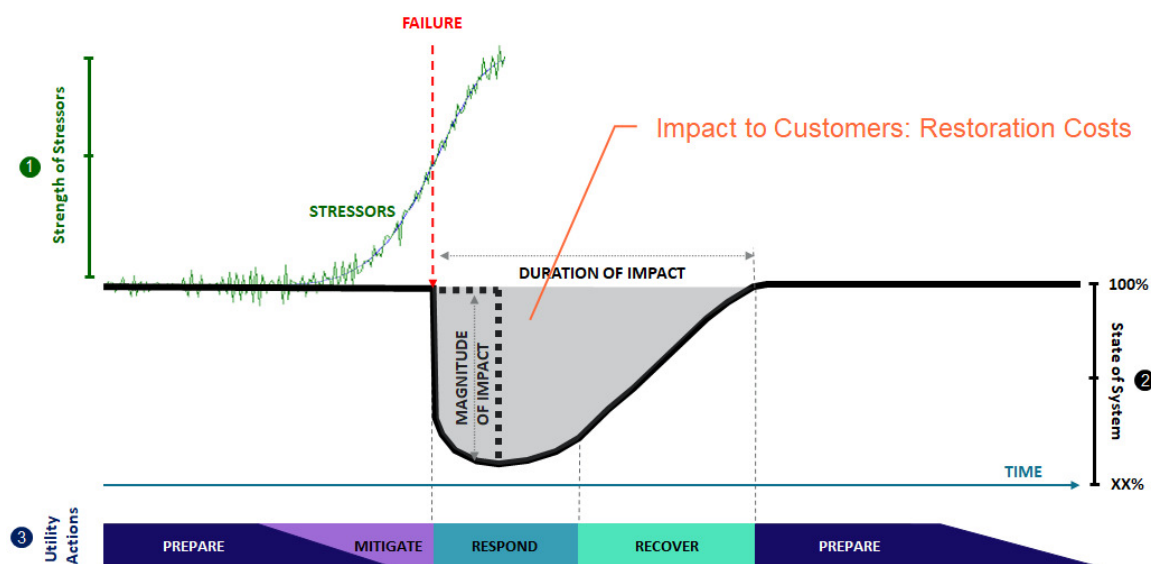 FAILURE
Impact to Customers: Restoration Costs
1
Strength of Stressors
STRESSORS
DURATION OF IMPACT
100%
MAGNITUDE
OF IMPACT
State of System
2
TIME
XX%
3
Utility
Actions
PREPARE
MITIGATE
RESPOND
RECOVER
PREPARE